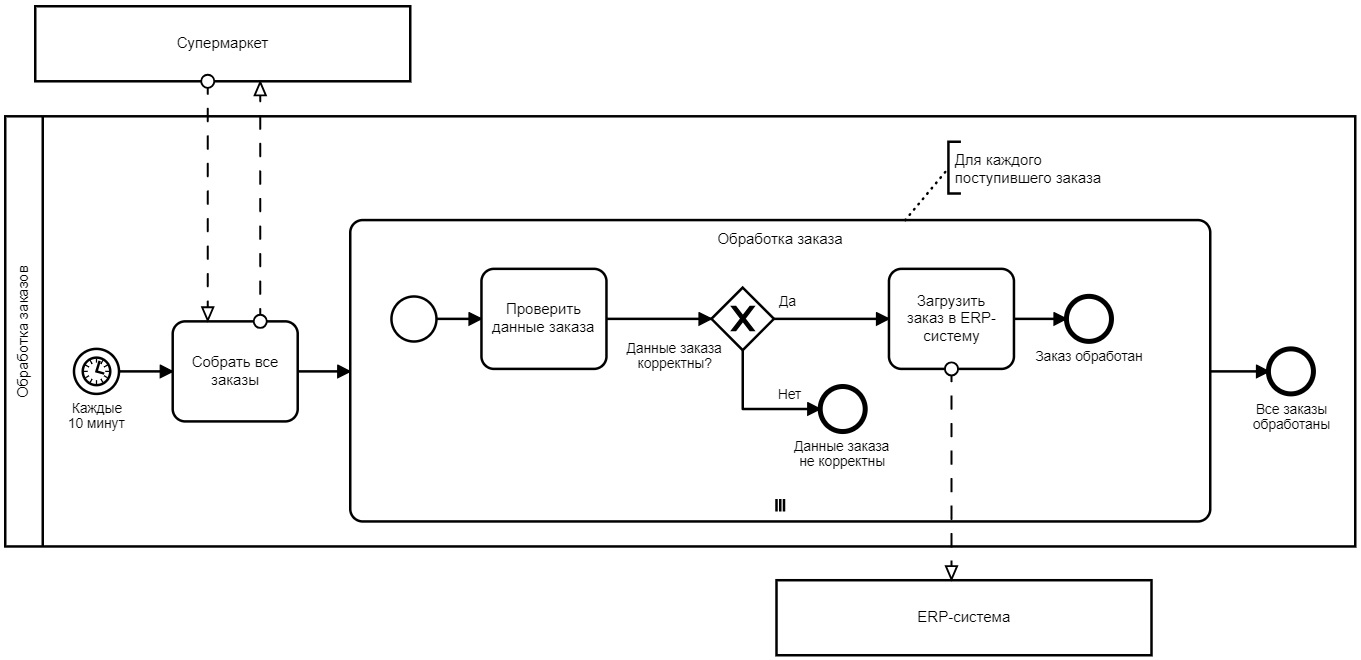 Супермаркет
Обработка заказов
Для каждого
поступившего заказа
Обработка заказа
Каждые
10 минут
Собрать все
заказы
Проверить
данные заказа
Данные заказа
корректны?
Да
Нет
Загрузить
заказ в ERP-
систему
Заказ обработан
Данные заказа
не корректны
Все заказы
обработаны
ERP-система